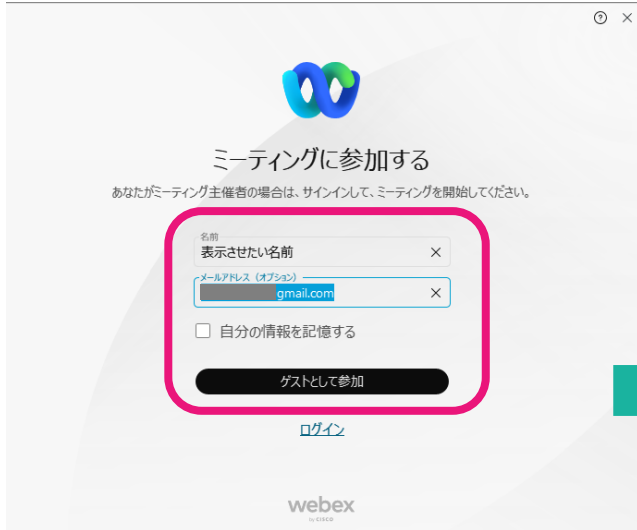 ミーティングに参加する
あなたがミーティング主催者の場合は、サインインして、ミーティングを開始してください。
名前
表示させたい名前
メールアドレス (オプション)
gmail.com
自分の情報を記憶する
ゲストとして参加
ログイン
webex
by CISCO